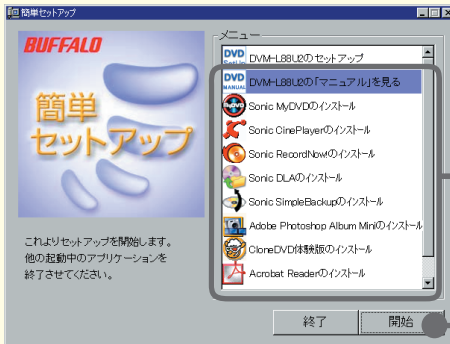 簡単セットアップ
BUFFALO
簡単
セットアップ
これよりセットアップを開始します。
他の起動中のアプリケーションを
終了させてください。
メニュー
DVD
DVM-L88U2のセットアップ
DVD
MANUAL
DVM-L88U2の「マニュアル」を見る
MyDVD
Sonic MyDVDのインストール
Sonic CinePlayerのインストール
Sonic RecordNow!のインストール
Sonic DLAのインストール
Sonic SimpleBackupのインストール
Adobe Photoshop Album Miniのインストール
CloneDVD体験版のインストール
Acrobat Readerのインストール
終了
開始